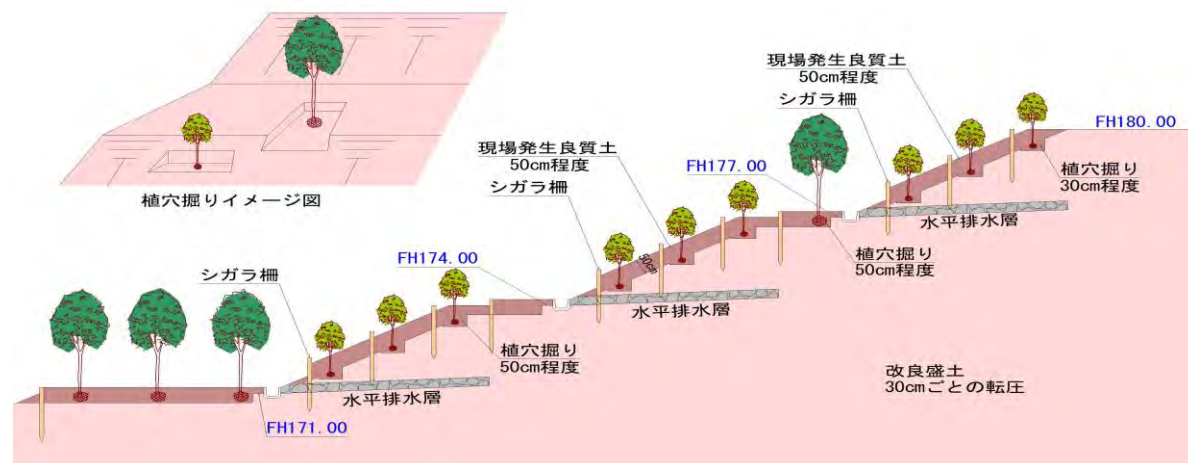 植穴掘りイメージ図
現場発生良質土
50cm程度
シガラ柵
FH180.00
植穴掘り
30cm程度
水平排水層
現場発生良質土
50cm程度
シガラ柵
FH177.00
50cm
植穴掘り
50cm程度
水平排水層
シガラ柵
FH174.00
植穴掘り
50cm程度
水平排水層
FH171.00
改良盛土
30cmごとの転圧